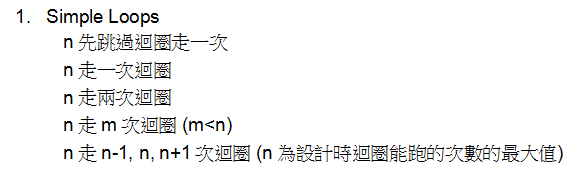 1. Simple Loops
n 先跳過迴圈走一次
n 走一次迴圈
n 走兩次迴圈
n 走 m 次迴圈 (m<n)
n 走 n-1, n, n+1 次迴圈 (n 為設計時迴圈能跑的次數的最大值)